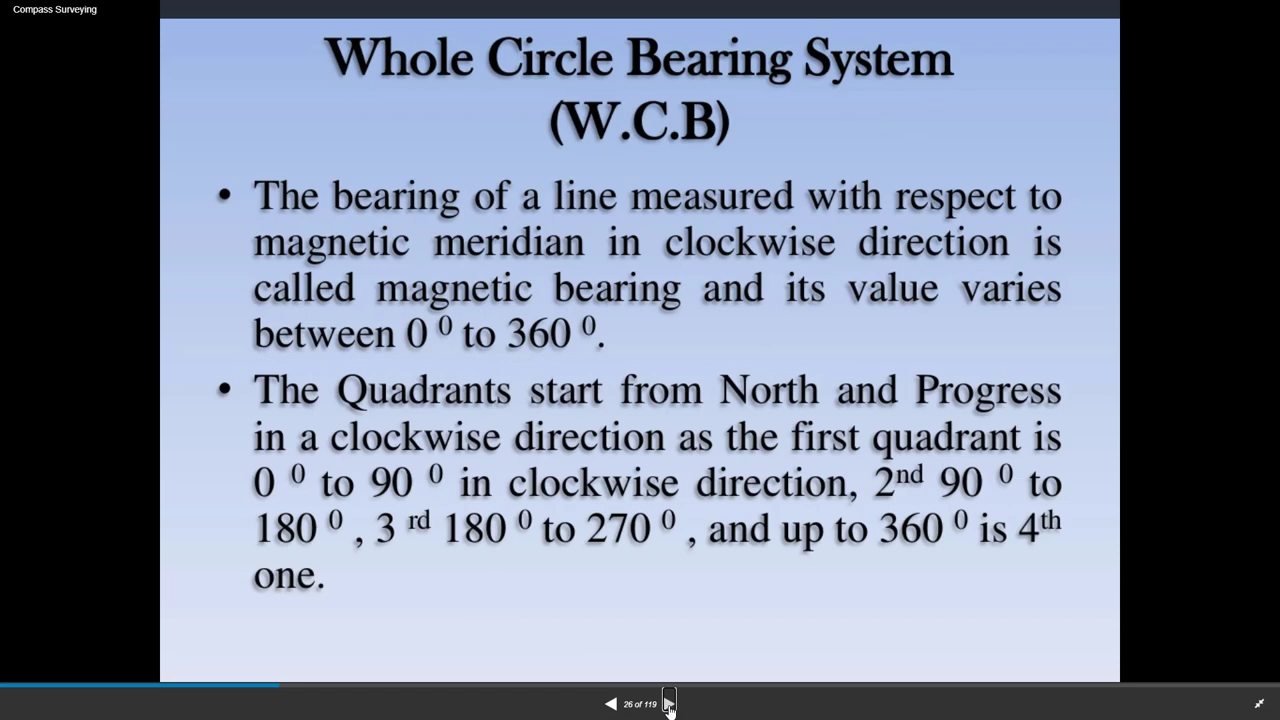 Compass Surveying
Whole Circle Bearing System
(W.C.B)
• The bearing of a line measured with respect to
magnetic meridian in clockwise direction is
called magnetic bearing and its value varies
between 0 ⁰ to 360 ⁰.
• The Quadrants start from North and Progress
in a clockwise direction as the first quadrant is
0 ⁰ to 90 ⁰ in clockwise direction, 2ⁿᵈ 90 ⁰ to
180 ⁰ , 3 ʳᵈ 180 ⁰ to 270 ⁰ , and up to 360 ⁰ is 4ᵗʰ
one.
26 of 119